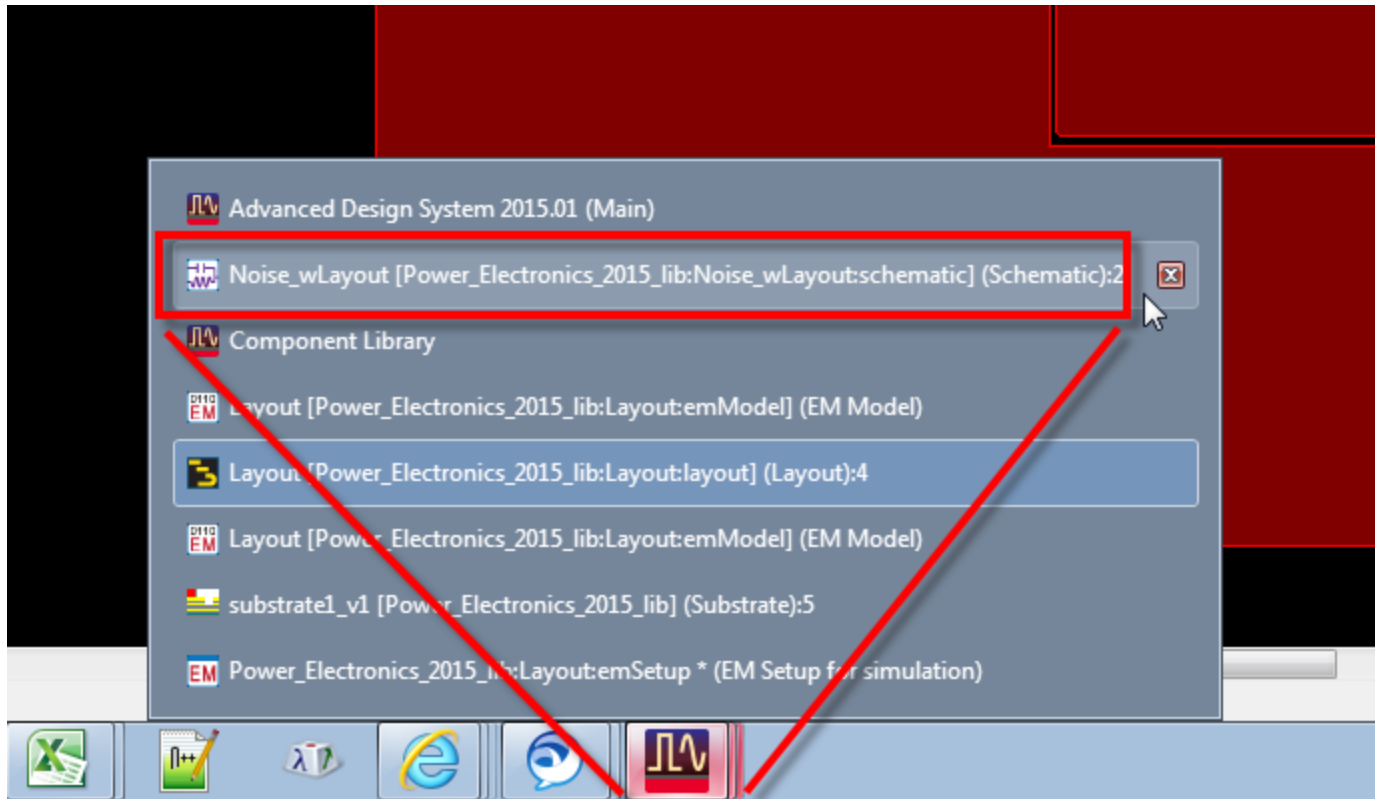 Advanced Design System 2015.01 (Main)
Noise_wLayout [Power_Electronics_2015_lib:Noise_wLayout:schematic] (Schematic):2
Component Library
Layout [Power_Electronics_2015_lib:Layout:emModel] (EM Model)
Layout [Power_Electronics_2015_lib:Layout:layout] (Layout):4
Layout [Power_Electronics_2015_lib:Layout:emModel] (EM Model)
substrate1_v1 [Power_Electronics_2015_lib] (Substrate):5
EM Power_Electronics_2015_lib:Layout:emSetup * (EM Setup for simulation)